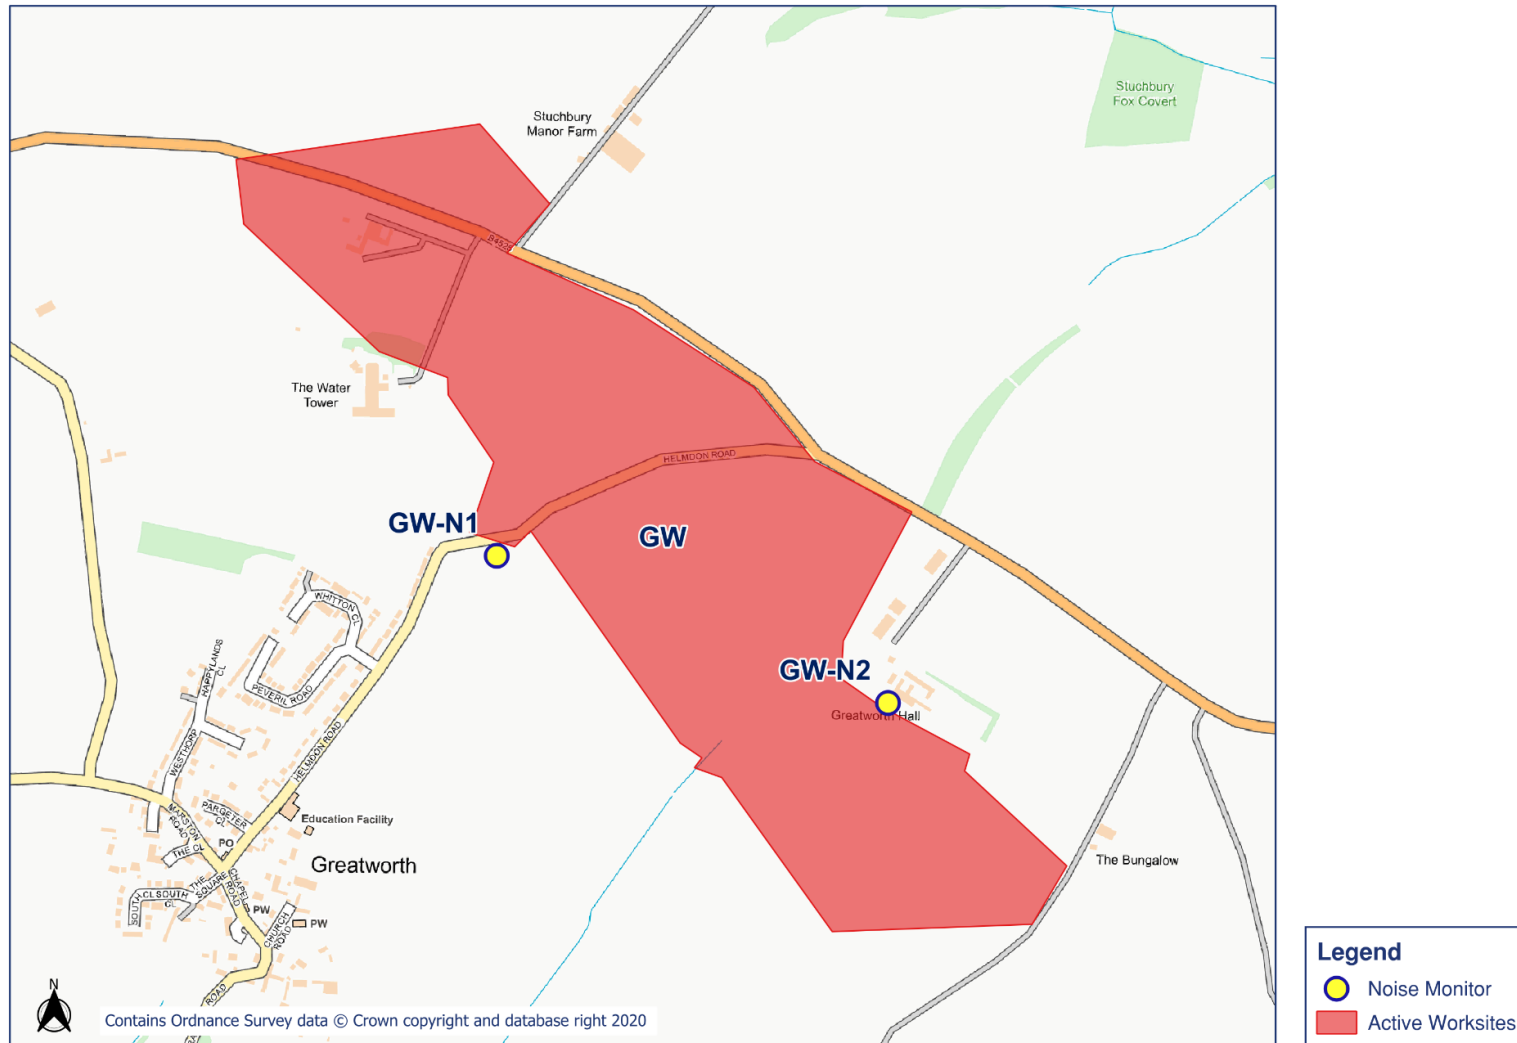 Stuchbury
Fox Covert
Stuchbury
Manor Farm
B4525
The Water
Tower
HELMDON ROAD
GW-N1
GW
WHITTON CL
HAPPYLANDS
CL
PEVERIL ROAD
GW-N2
Greatworth Hall
WESTHORP
HELMDON ROAD
MARSTON
ROAD
PARGETER
CL
Education Facility
THE CL
PO
The Bungalow
Greatworth
THE
SQUARE
CHAPEL
ROAD
SOUTH CL
SOUTH
CL
PW
CHURCH
ROAD
PW
ROAD
N
Contains Ordnance Survey data © Crown copyright and database right 2020
Legend
Noise Monitor
Active Worksites